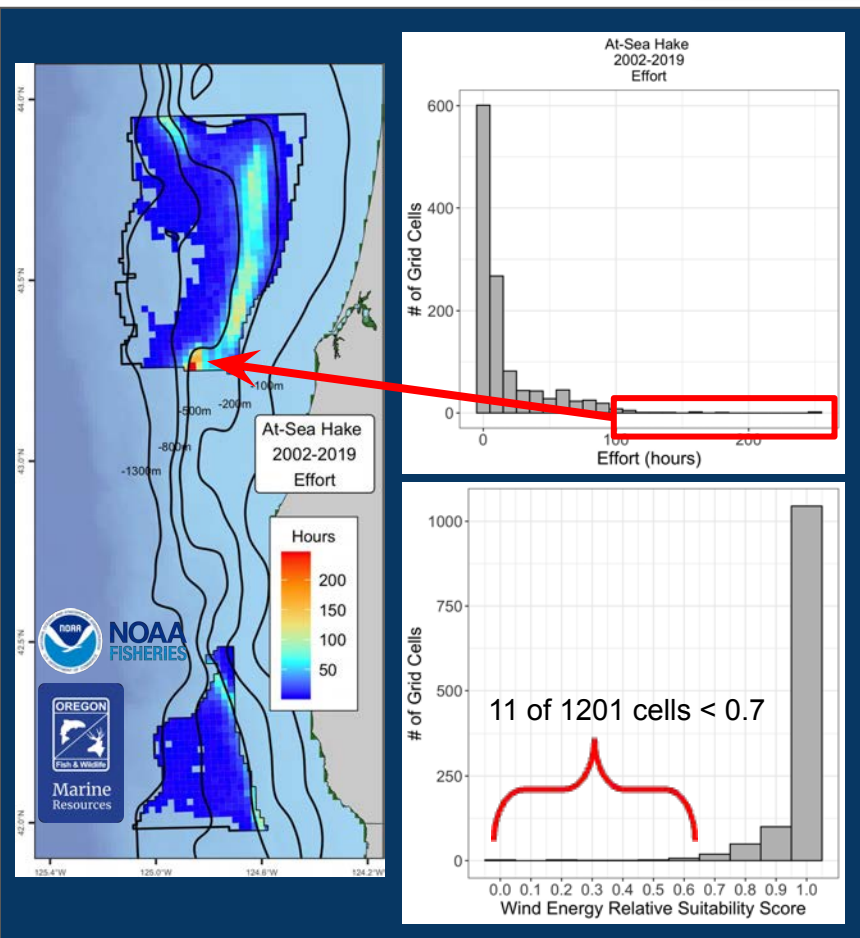 44.0°N
43.5°N
43.0°N
42.5°N
42.0°N
125.4°W
125.0°W
124.6°W
124.2°W
-100m
-200m
-500m
-800m
-1300m
At-Sea Hake
2002-2019
Effort
Hours
200
150
100
50
NOAA
NOAA
FISHERIES
OREGON
Fish & Wildlife
Marine
Resources
At-Sea Hake
2002-2019
Effort
# of Grid Cells
600
400
200
0
0
100
200
Effort (hours)
# of Grid Cells
1000
750
500
250
0
11 of 1201 cells < 0.7
0.0 0.1 0.2 0.3 0.4 0.5 0.6 0.7 0.8 0.9 1.0
Wind Energy Relative Suitability Score